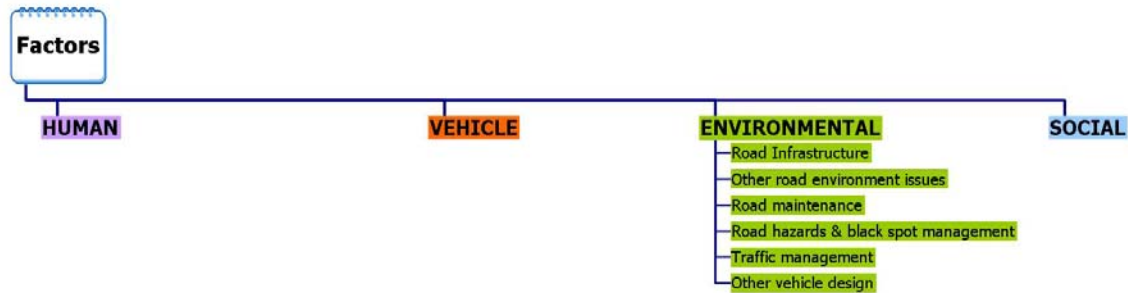 Factors
HUMAN
VEHICLE
ENVIRONMENTAL
SOCIAL
Road Infrastructure
Other road environment issues
Road maintenance
Road hazards & black spot management
Traffic management
Other vehicle design